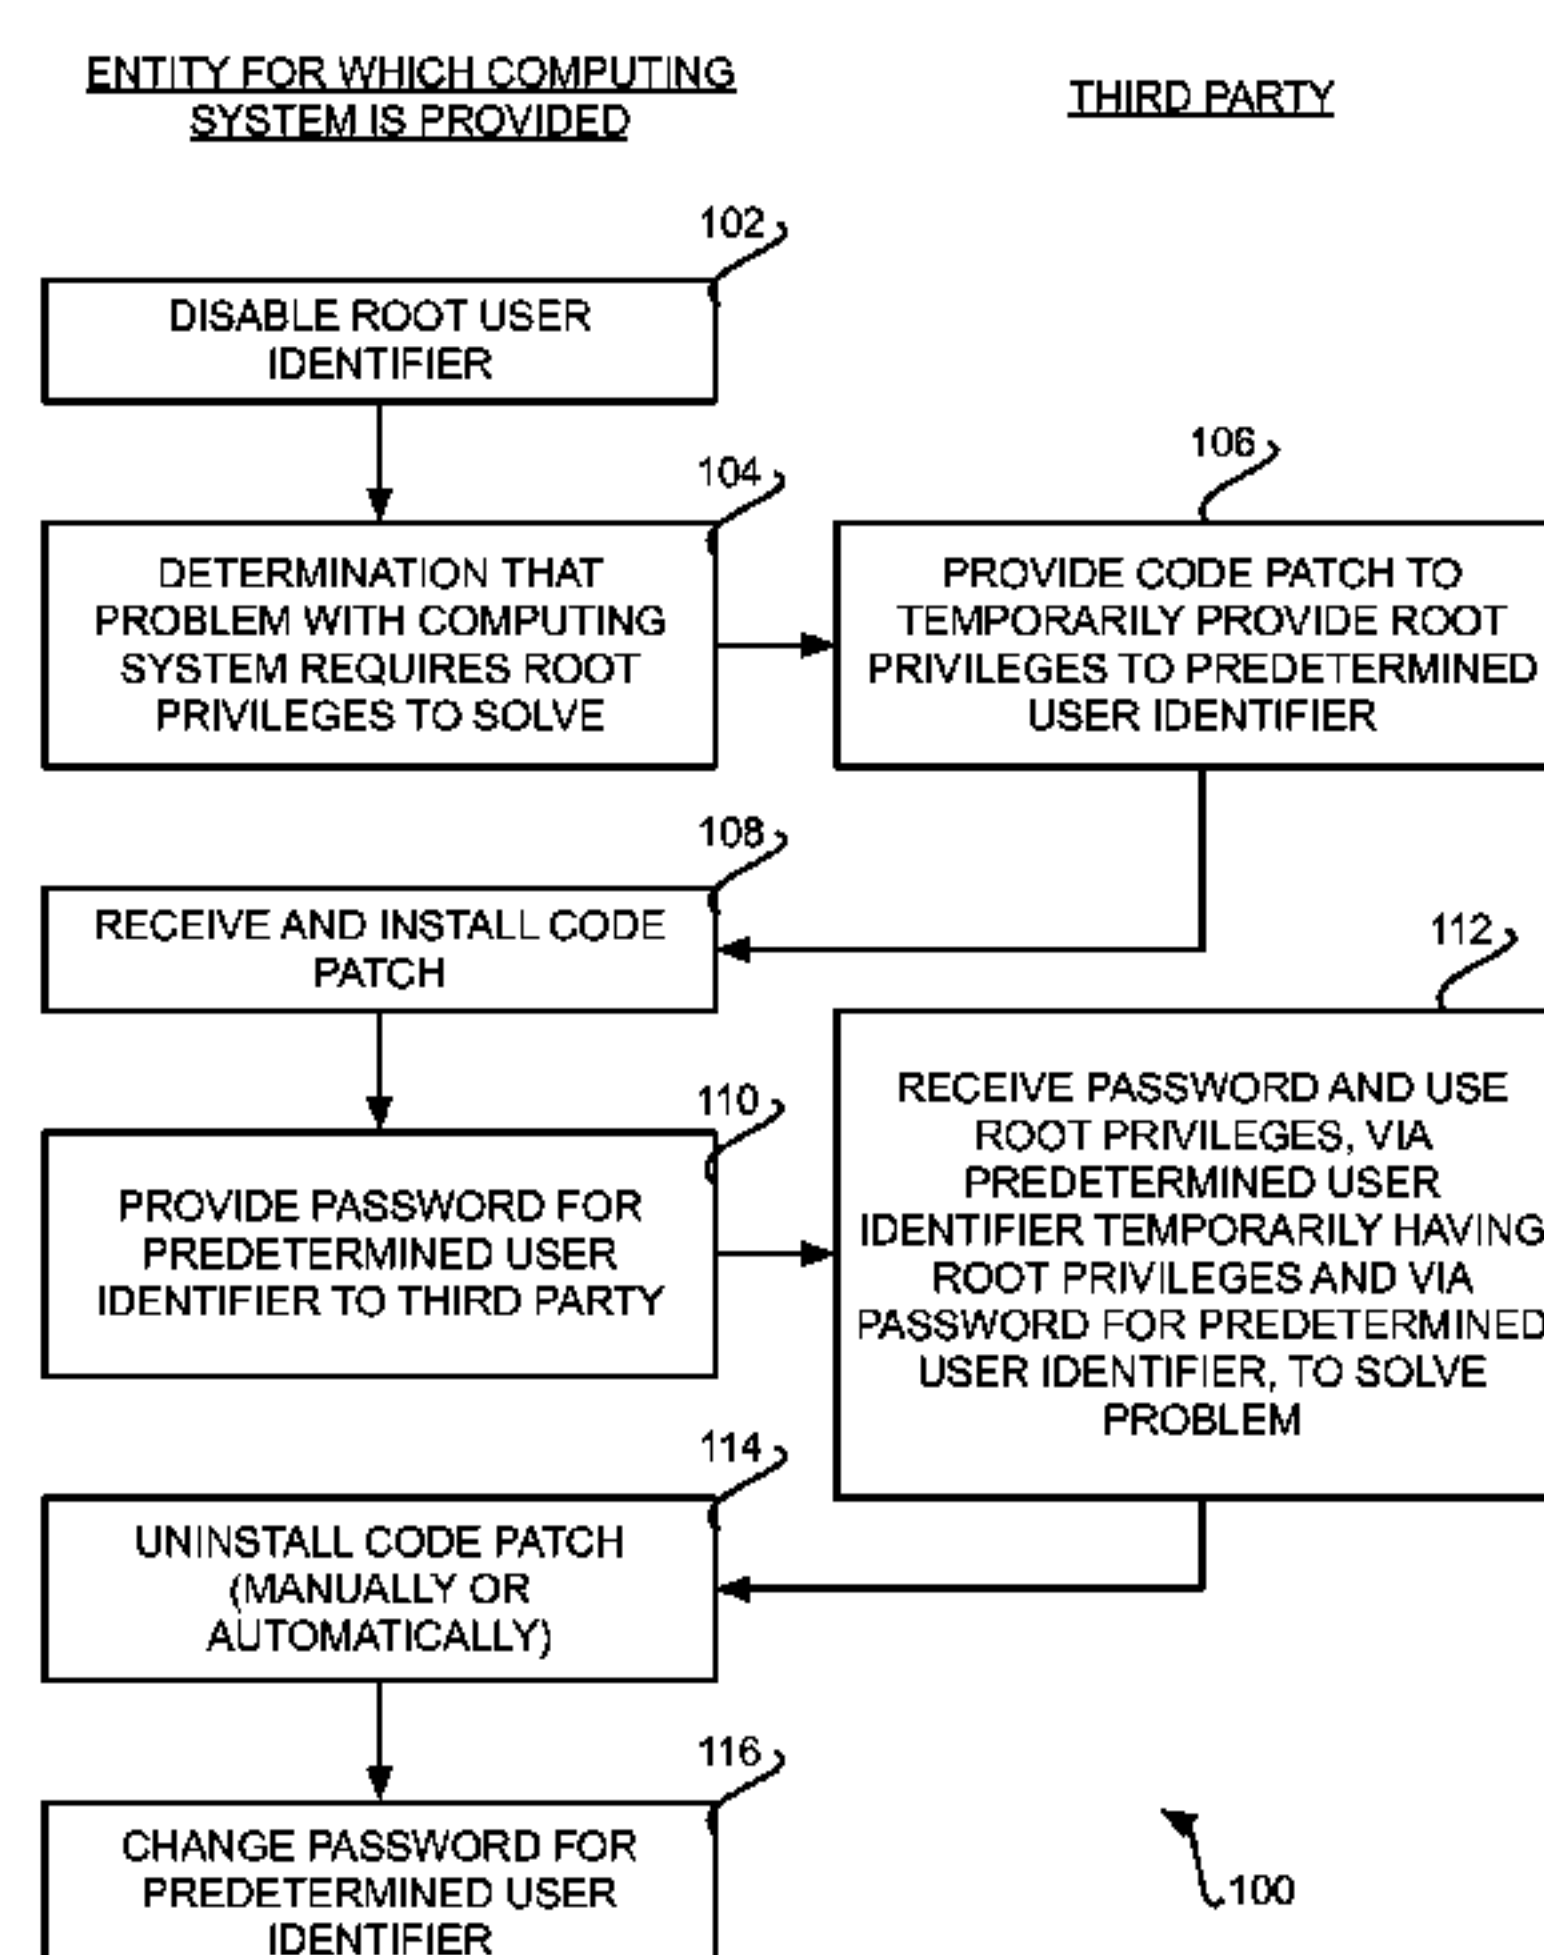 ENTITY FOR WHICH COMPUTING
SYSTEM IS PROVIDED
THIRD PARTY
102
DISABLE ROOT USER
IDENTIFIER
104
DETERMINATION THAT
PROBLEM WITH COMPUTING
SYSTEM REQUIRES ROOT
PRIVILEGES TO SOLVE
106
PROVIDE CODE PATCH TO
TEMPORARILY PROVIDE ROOT
PRIVILEGES TO PREDETERMINED
USER IDENTIFIER
108
RECEIVE AND INSTALL CODE
PATCH
110
PROVIDE PASSWORD FOR
PREDETERMINED USER
IDENTIFIER TO THIRD PARTY
112
RECEIVE PASSWORD AND USE
ROOT PRIVILEGES, VIA
PREDETERMINED USER
IDENTIFIER TEMPORARILY HAVING
ROOT PRIVILEGES AND VIA
PASSWORD FOR PREDETERMINED
USER IDENTIFIER, TO SOLVE
PROBLEM
114
UNINSTALL CODE PATCH
(MANUALLY OR
AUTOMATICALLY)
116
CHANGE PASSWORD FOR
PREDETERMINED USER
IDENTIFIER
100